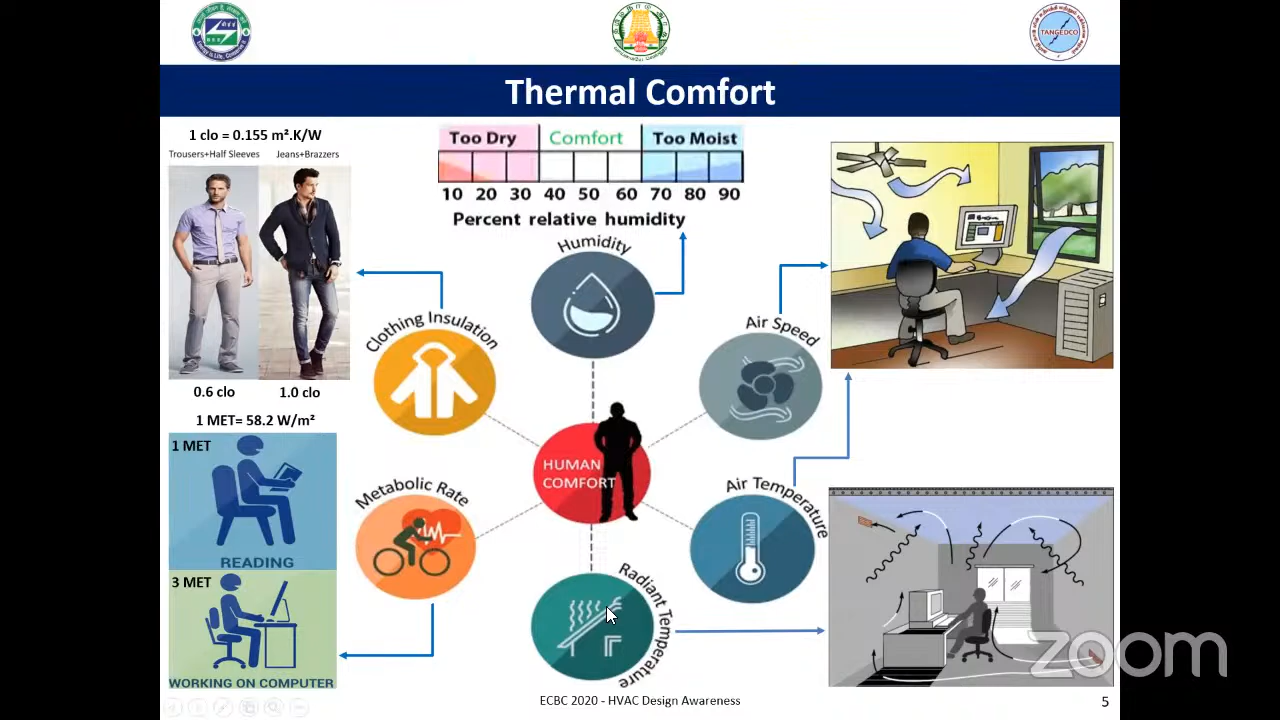 TANGEDCO
Thermal Comfort
1 clo = 0.155 m².K/W
Trousers+Half Sleeves
Jeans+Brazzers
0.6 clo
1.0 clo
1 MET= 58.2 W/m²
1 MET
READING
3 MET
WORKING ON COMPUTER
Too Dry
Comfort
Too Moist
10 20 30 40 50 60 70 80 90
Percent relative humidity
Humidity
Clothing Insulation
Air Speed
HUMAN
COMFORT
Metabolic Rate
Air Temperature
Radiant Temperature
zoom
ECBC 2020 - HVAC Design Awareness
5